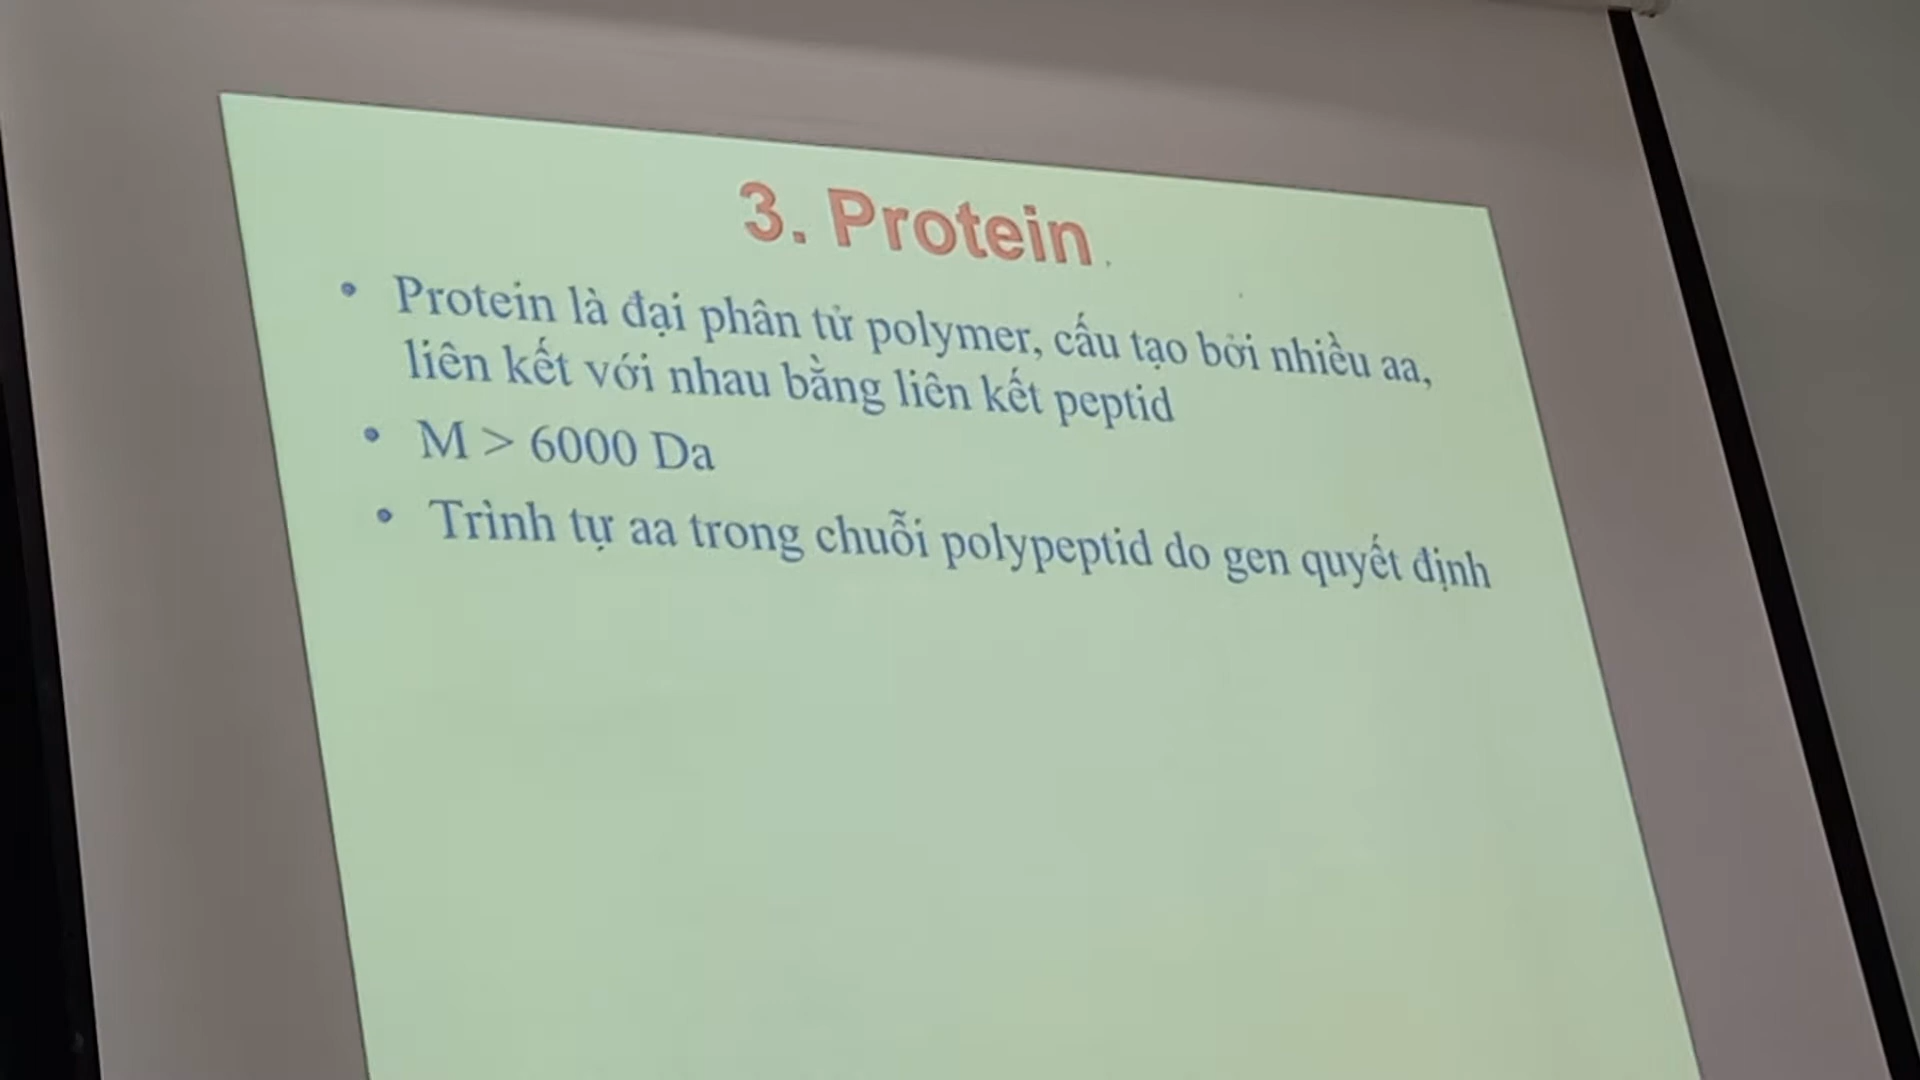 3. Protein
• Protein là đại phân tử polymer, cấu tạo bởi nhiều aa,
liên kết với nhau bằng liên kết peptid
• M > 6000 Da
• Trình tự aa trong chuỗi polypeptid do gen quyết định